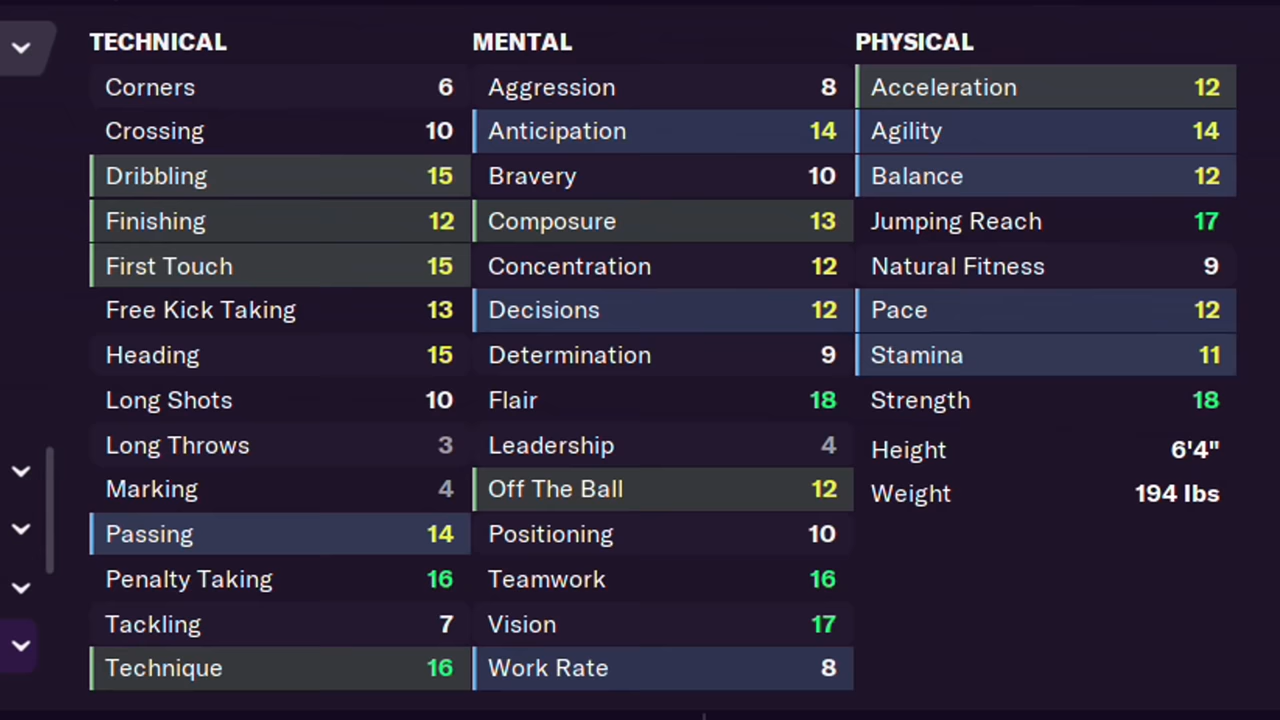 TECHNICAL
Corners 6
Crossing 10
Dribbling 15
Finishing 12
First Touch 15
Free Kick Taking 13
Heading 15
Long Shots 10
Long Throws 3
Marking 4
Passing 14
Penalty Taking 16
Tackling 7
Technique 16
MENTAL
Aggression 8
Anticipation 14
Bravery 10
Composure 13
Concentration 12
Decisions 12
Determination 9
Flair 18
Leadership 4
Off The Ball 12
Positioning 10
Teamwork 16
Vision 17
Work Rate 8
PHYSICAL
Acceleration 12
Agility 14
Balance 12
Jumping Reach 17
Natural Fitness 9
Pace 12
Stamina 11
Strength 18
Height 6'4"
Weight 194 lbs